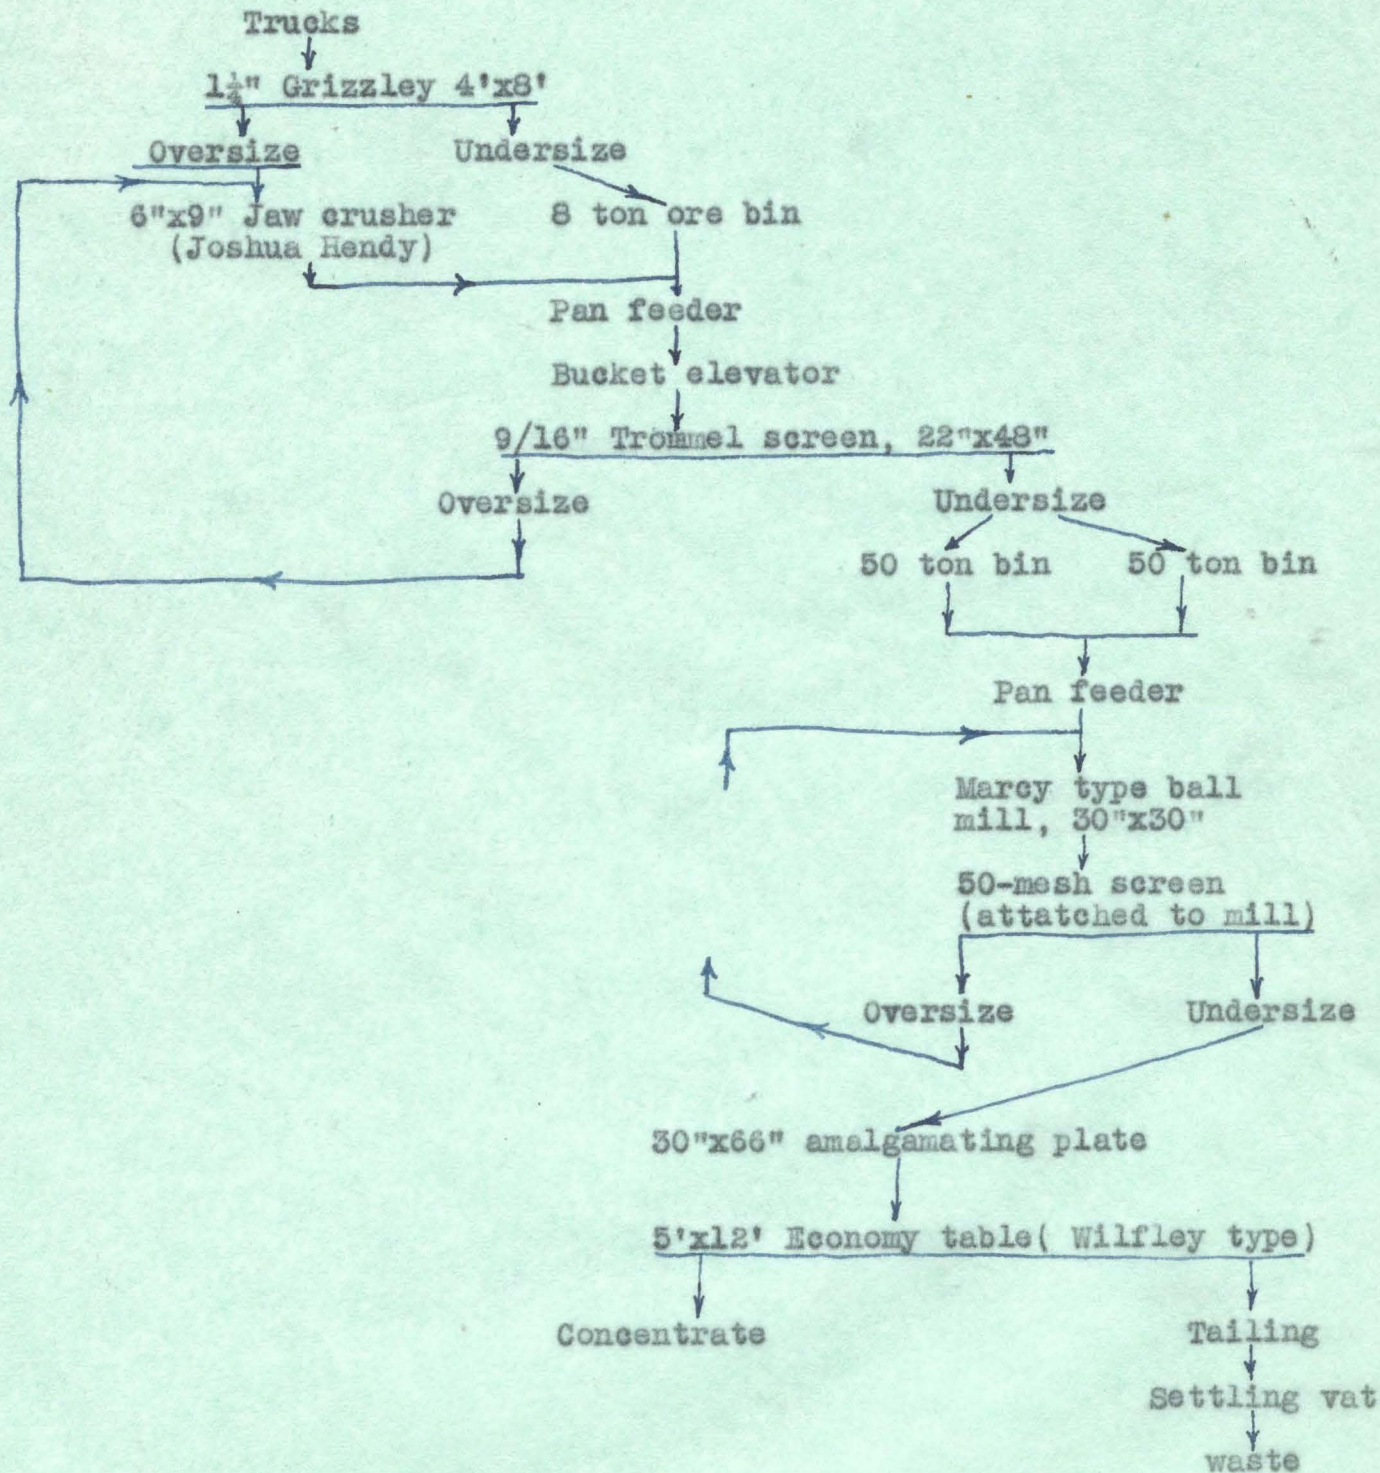 Trucks
1¼" Grizzley 4'x8'
Oversize Undersize
6"x9" Jaw crusher 8 ton ore bin
(Joshua Hendy)
Pan feeder
Bucket elevator
9/16" Trommel screen, 22"x48"
Oversize Undersize
50 ton bin 50 ton bin
Pan feeder
Marcy type ball
mill, 30"x30"
50-mesh screen
(attatched to mill)
Oversize Undersize
30"x66" amalgamating plate
5'x12' Economy table( Wilfley type)
Concentrate Tailing
Settling vat
waste